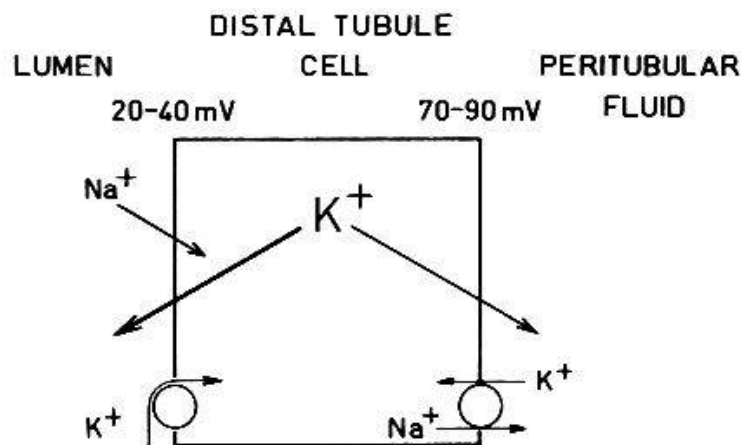 DISTAL TUBULE
LUMEN CELL PERITUBULAR
FLUID
20-40 mV 70-90 mV
Na+
K+
K+
K+
Na+